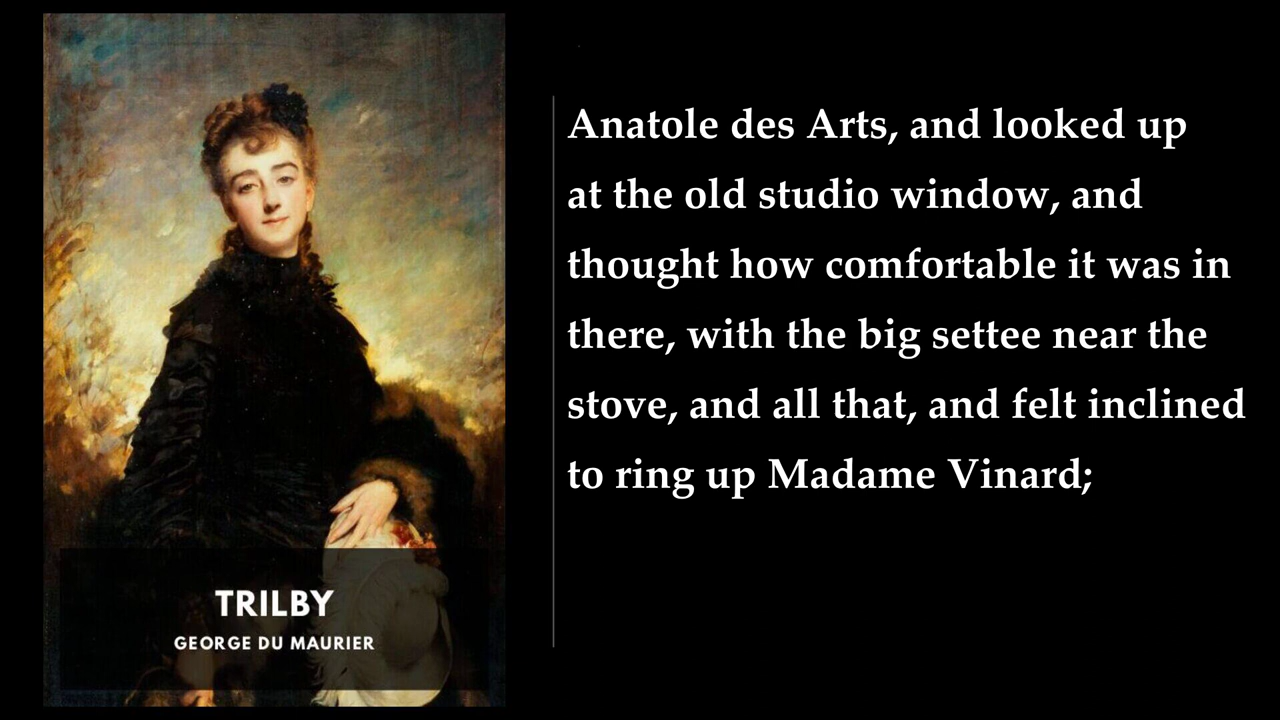 Anatole des Arts, and looked up
at the old studio window, and
thought how comfortable it was in
there, with the big settee near the
stove, and all that, and felt inclined
to ring up Madame Vinard;
TRILBY
GEORGE DU MAURIER